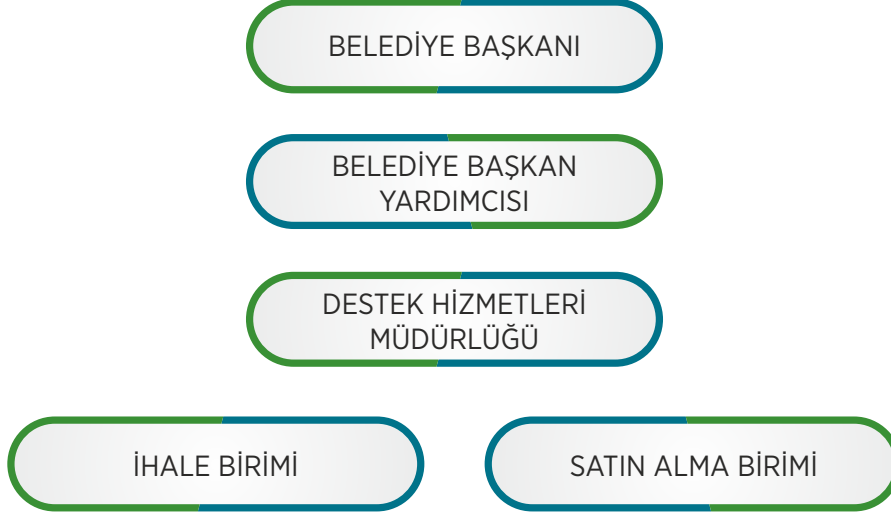 BELEDİYE BAŞKANI
BELEDİYE BAŞKAN
YARDIMCISI
DESTEK HİZMETLERİ
MÜDÜRLÜĞÜ
İHALE BİRİMİ
SATIN ALMA BİRİMİ